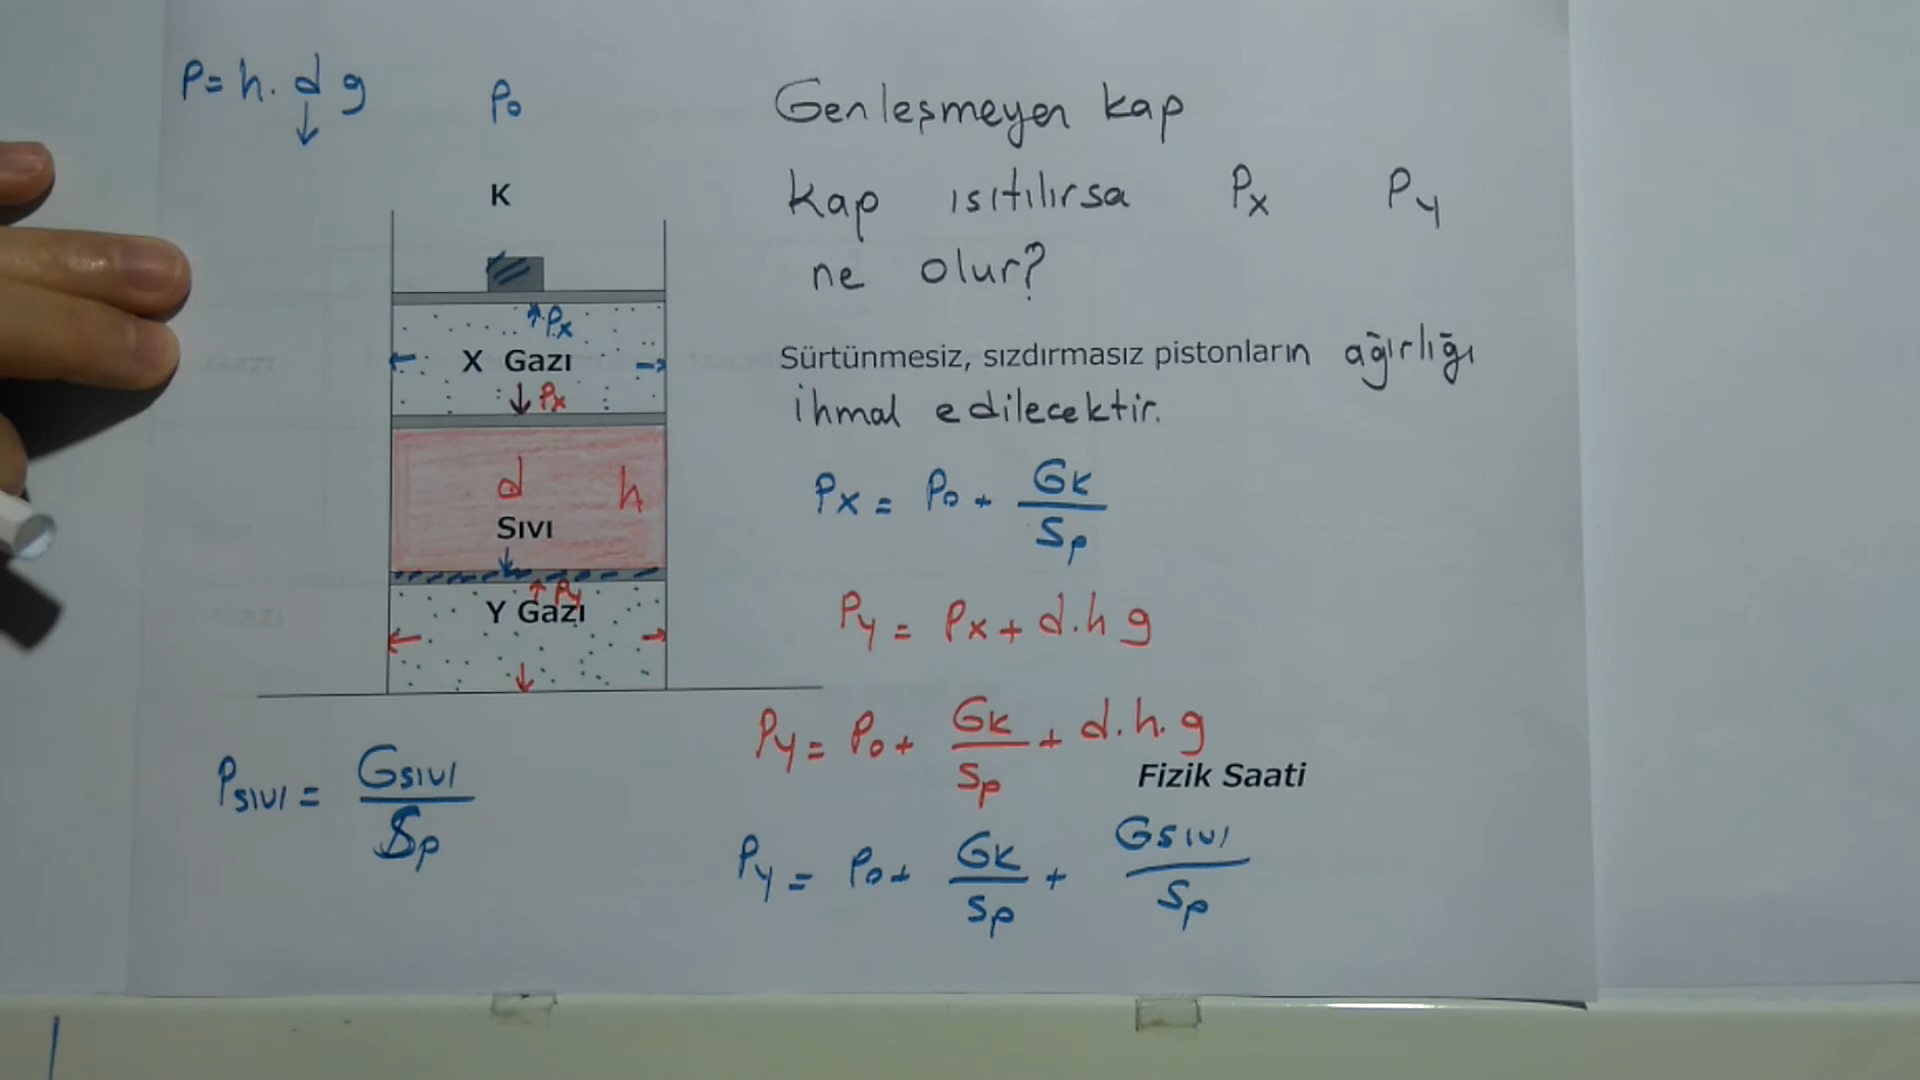 P = h. d g
P₀
K
↑Px
X Gazı
↓Px
d h
Sıvı
↑Py
Y Gazı
Psıvı = Gsıvı / Sp
Genleşmeyen kap
kap ısıtılırsa Px Py
ne olur?
Sürtünmesiz, sızdırmasız pistonların ağırlığı
ihmal edilecektir.
Px = P₀ + Gk / Sp
Py = Px + d.h g
Py = P₀ + Gk / Sp + d.h.g
Fizik Saati
Py = P₀ + Gk / Sp + Gsıvı / Sp